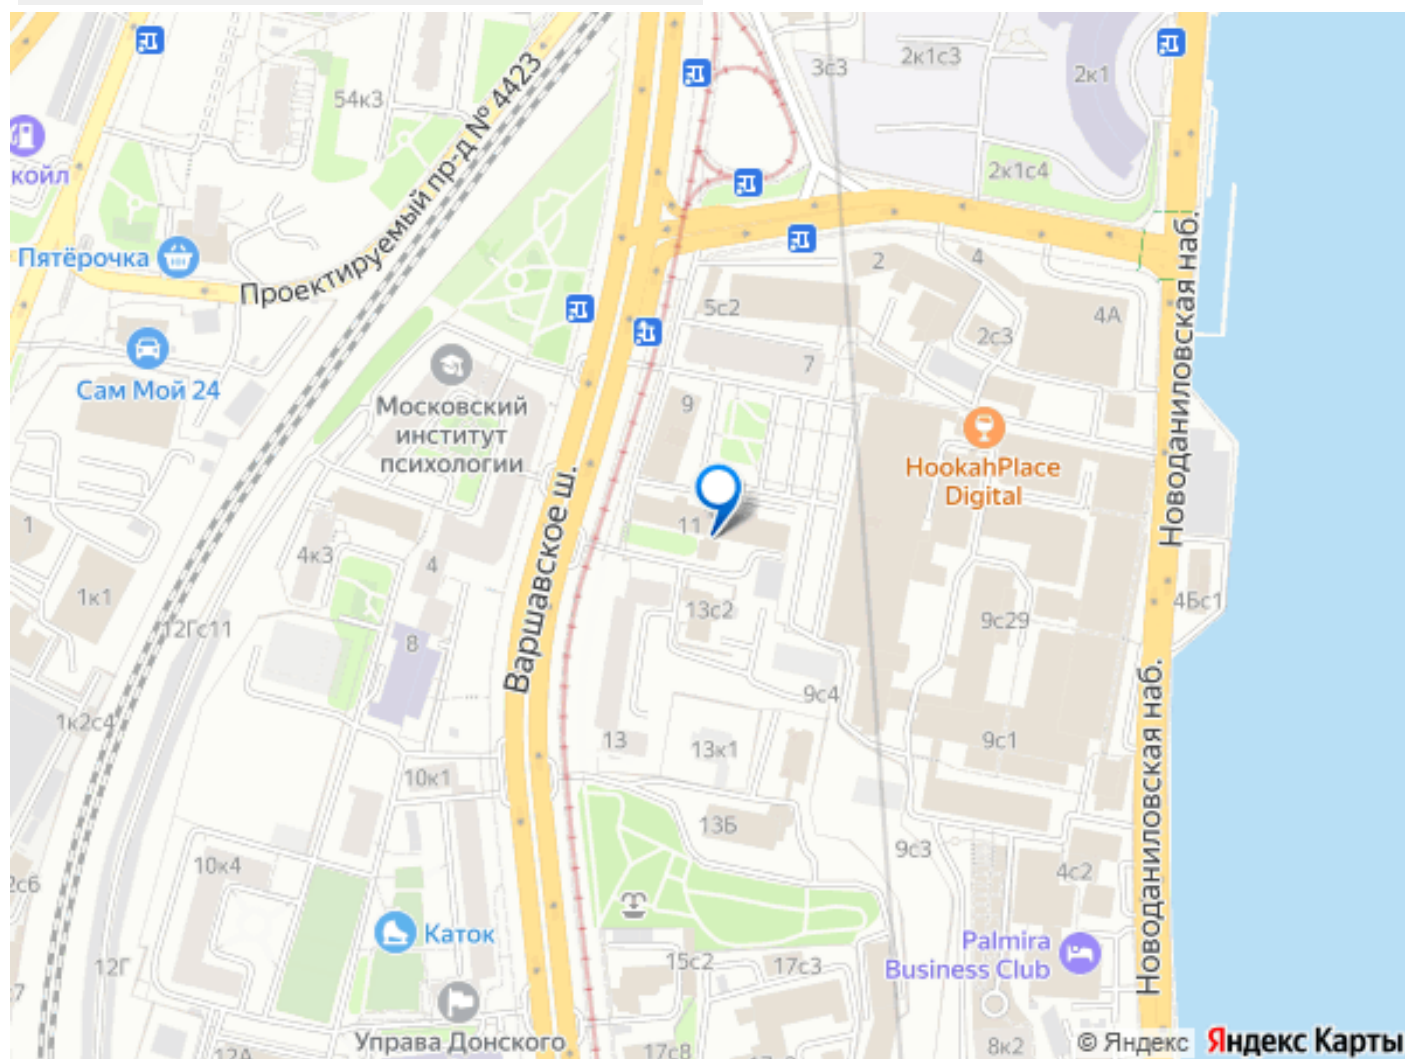 54к3
Проектируемый пр-д № 4423
койл
Пятёрочка
Сам Мой 24
Московский
институт
психологии
3с3
2к1с3
2к1
2к1с4
Новоданиловская наб.
2
4
5с2
2с3
4А
7
9
HookahPlace
Digital
Варшавское ш.
11
1
4к3
4
1к1
13с2
9с29
4Бс1
12Гс11
8
9с4
1к2с4
13
13к1
9с1
Новоданиловская наб.
10к1
13Б
9с3
10к4
4с2
2с6
Каток
Palmira
Business Club
12Г
15с2
17с3
7
Управа Донского
12А
17с8
8к2
© Яндекс Яндекс Карты